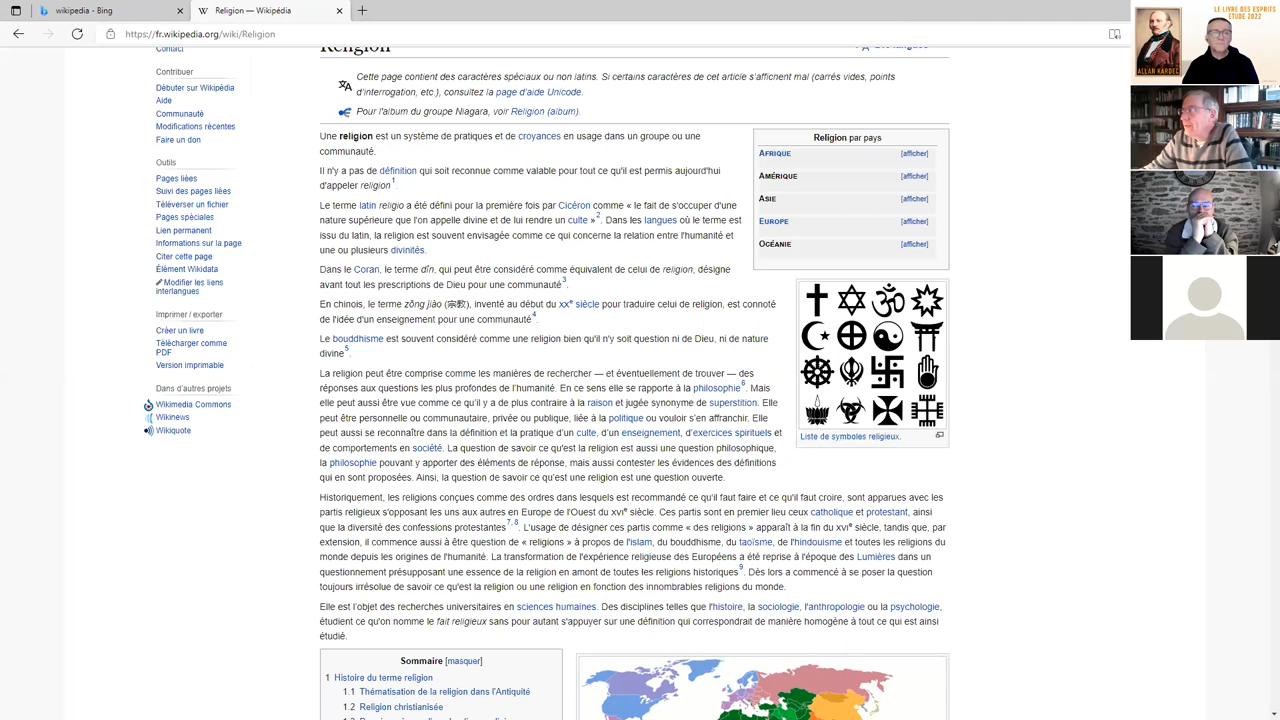 wikipedia - Bing
Religion — Wikipédia
https://fr.wikipedia.org/wiki/Religion
Contact
Contribuer
Débuter sur Wikipédia
Aide
Communauté
Modifications récentes
Faire un don
Outils
Pages liées
Suivi des pages liées
Téléverser un fichier
Pages spéciales
Lien permanent
Informations sur la page
Citer cette page
Élément Wikidata
Modifier les liens
interlangues
Imprimer / exporter
Créer un livre
Télécharger comme
PDF
Version imprimable
Dans d'autres projets
Wikimedia Commons
Wikinews
Wikiquote
Religion
Cette page contient des caractères spéciaux ou non latins. Si certains caractères de cet article s'affichent mal (carrés vides, points
d'interrogation, etc.), consultez la page d'aide Unicode.
Pour l'album du groupe Niagara, voir Religion (album).
Une religion est un système de pratiques et de croyances en usage dans un groupe ou une
communauté.
Il n'y a pas de définition qui soit reconnue comme valable pour tout ce qu'il est permis aujourd'hui
d'appeler religion1.
Le terme latin religio a été défini pour la première fois par Cicéron comme « le fait de s'occuper d'une
nature supérieure que l'on appelle divine et de lui rendre un culte »2. Dans les langues où le terme est
issu du latin, la religion est souvent envisagée comme ce qui concerne la relation entre l'humanité et
une ou plusieurs divinités.
Dans le Coran, le terme dîn, qui peut être considéré comme équivalent de celui de religion, désigne
avant tout les prescriptions de Dieu pour une communauté3.
En chinois, le terme zōng jiào (宗教), inventé au début du xxe siècle pour traduire celui de religion, est connoté
de l'idée d'un enseignement pour une communauté4.
Le bouddhisme est souvent considéré comme une religion bien qu'il n'y soit question ni de Dieu, ni de nature
divine5.
La religion peut être comprise comme les manières de rechercher — et éventuellement de trouver — des
réponses aux questions les plus profondes de l'humanité. En ce sens elle se rapporte à la philosophie6. Mais
elle peut aussi être vue comme ce qu'il y a de plus contraire à la raison et jugée synonyme de superstition. Elle
peut être personnelle ou communautaire, privée ou publique, liée à la politique ou vouloir s'en affranchir. Elle
peut aussi se reconnaître dans la définition et la pratique d'un culte, d'un enseignement, d'exercices spirituels et
de comportements en société. La question de savoir ce qu'est la religion est aussi une question philosophique,
la philosophie pouvant y apporter des éléments de réponse, mais aussi contester les évidences des définitions
qui en sont proposées. Ainsi, la question de savoir ce qu'est une religion est une question ouverte.
Historiquement, les religions conçues comme des ordres dans lesquels est recommandé ce qu'il faut faire et ce qu'il faut croire, sont apparues avec les
partis religieux s'opposant les uns aux autres en Europe de l'Ouest du xvie siècle. Ces partis sont en premier lieu ceux catholique et protestant, ainsi
que la diversité des confessions protestantes7, 8. L'usage de désigner ces partis comme « des religions » apparaît à la fin du xvie siècle, tandis que, par
extension, il commence aussi à être question de « religions » à propos de l'islam, du bouddhisme, du taoïsme, de l'hindouisme et toutes les religions du
monde depuis les origines de l'humanité. La transformation de l'expérience religieuse des Européens a été reprise à l'époque des Lumières dans un
questionnement présupposant une essence de la religion en amont de toutes les religions historiques9. Dès lors a commencé à se poser la question
toujours irrésolue de savoir ce qu'est la religion ou une religion en fonction des innombrables religions du monde.
Elle est l'objet des recherches universitaires en sciences humaines. Des disciplines telles que l'histoire, la sociologie, l'anthropologie ou la psychologie,
étudient ce qu'on nomme le fait religieux sans pour autant s'appuyer sur une définition qui correspondrait de manière homogène à tout ce qui est ainsi
étudié.
Religion par pays
AFRIQUE [afficher]
AMÉRIQUE [afficher]
ASIE [afficher]
EUROPE [afficher]
OCÉANIE [afficher]
Liste de symboles religieux.
Sommaire [masquer]
1 Histoire du terme religion
1.1 Thématisation de la religion dans l'Antiquité
1.2 Religion christianisée
LE LIVRE DES ESPRITS
ETUDE 2022
ALLAN KARDEC